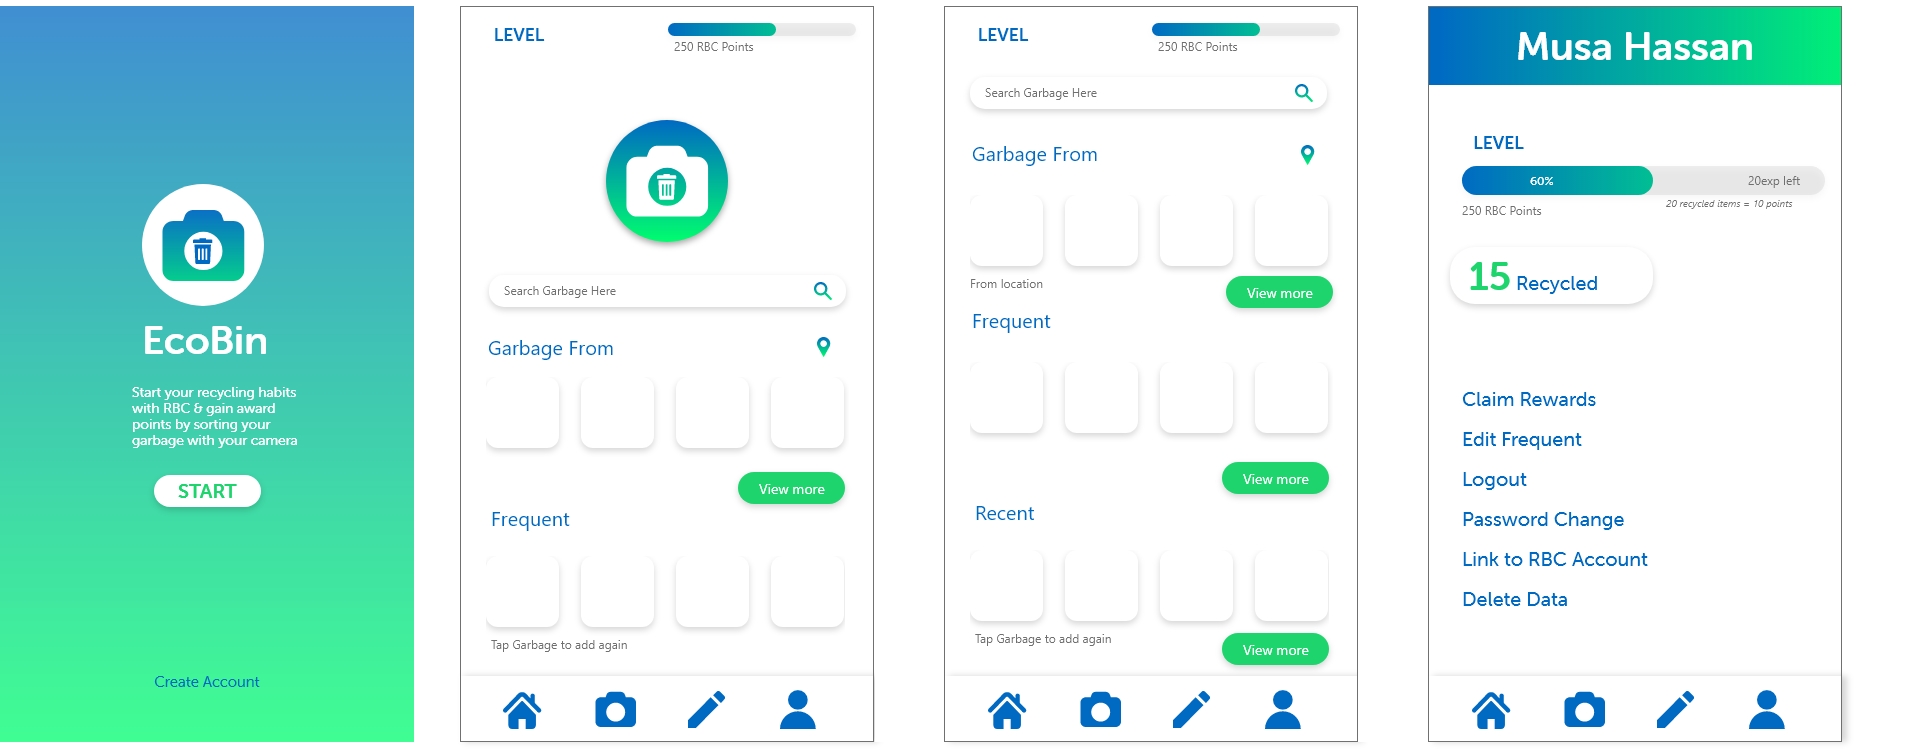 EcoBin
Start your recycling habits
with RBC & gain award
points by sorting your
garbage with your camera
START
Create Account
LEVEL
250 RBC Points
Search Garbage Here
Garbage From
View more
Frequent
Tap Garbage to add again
LEVEL
250 RBC Points
Search Garbage Here
Garbage From
From location
View more
Frequent
View more
Recent
Tap Garbage to add again
View more
Musa Hassan
LEVEL
60%
20exp left
250 RBC Points
20 recycled items = 10 points
15 Recycled
Claim Rewards
Edit Frequent
Logout
Password Change
Link to RBC Account
Delete Data